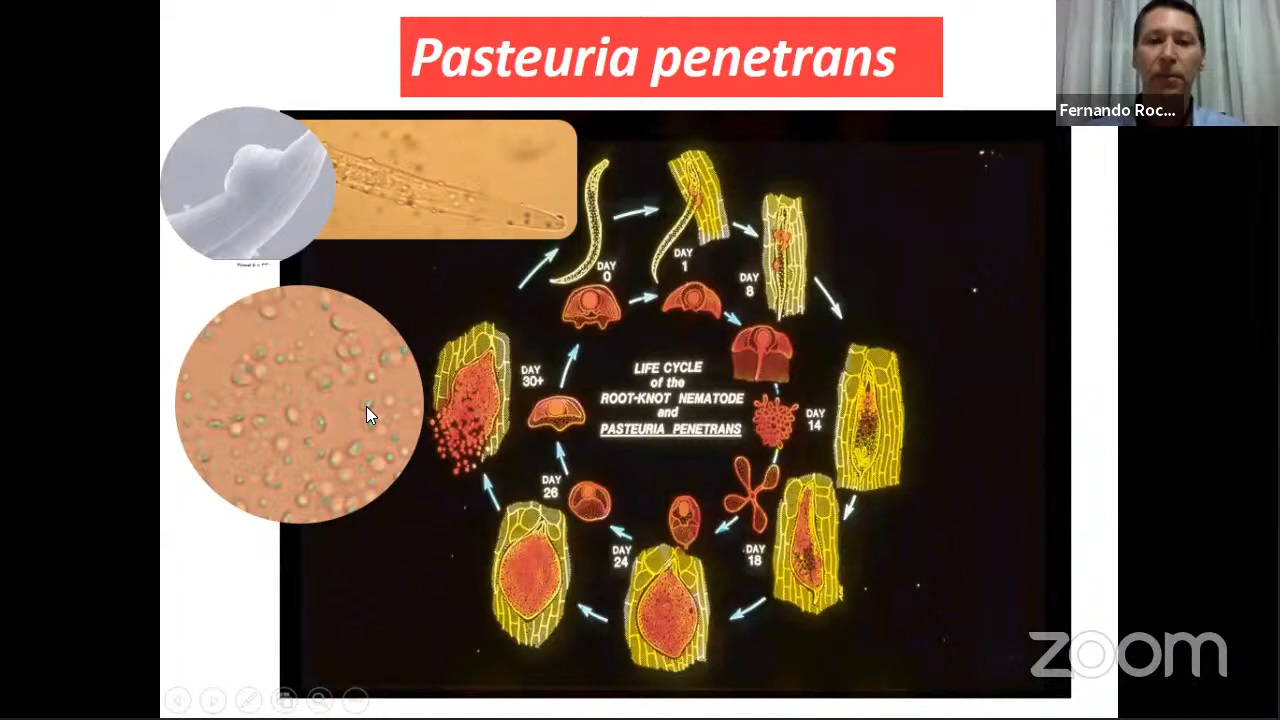 Pasteuria penetrans
Fernando Roc...
DAY
0
DAY
1
DAY
8
DAY
14
DAY
18
DAY
24
DAY
26
DAY
30+
LIFE CYCLE
of the
ROOT-KNOT NEMATODE
and
PASTEURIA PENETRANS
zoom